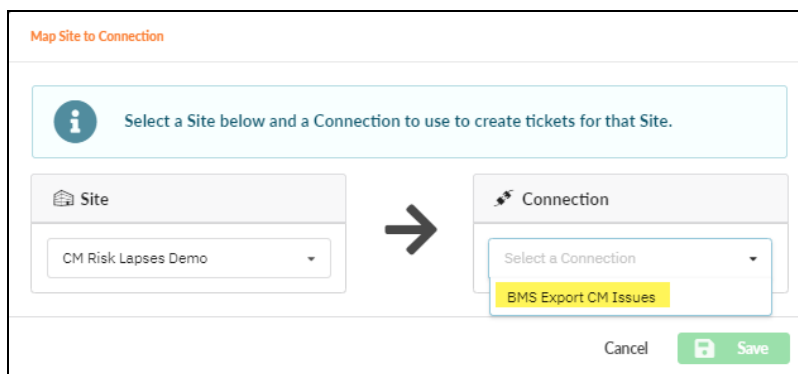 Map Site to Connection
Select a Site below and a Connection to use to create tickets for that Site.
Site
Connection
CM Risk Lapses Demo
Select a Connection
BMS Export CM Issues
Cancel
Save